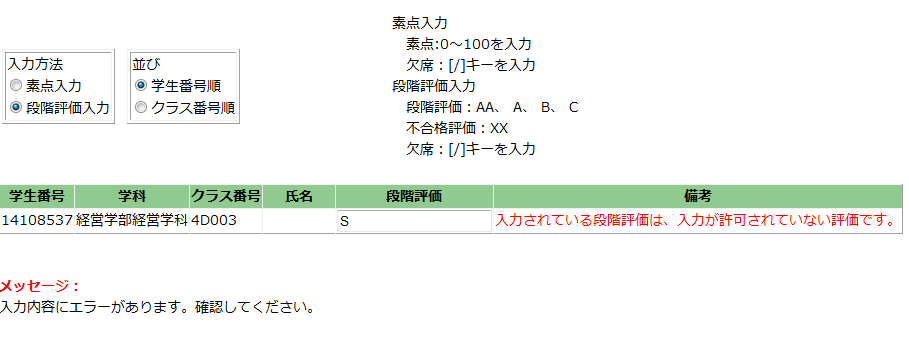 素点入力
素点:0～100を入力
欠席：[/]キーを入力
段階評価入力
段階評価：AA、 A、 B、 C
不合格評価：XX
欠席：[/]キーを入力
入力方法
素点入力
段階評価入力
並び
学生番号順
クラス番号順
学生番号 学科 クラス番号 氏名 段階評価 備考
14108537 経営学部経営学科 4D003 S 入力されている段階評価は、入力が許可されていない評価です。
メッセージ：
入力内容にエラーがあります。確認してください。